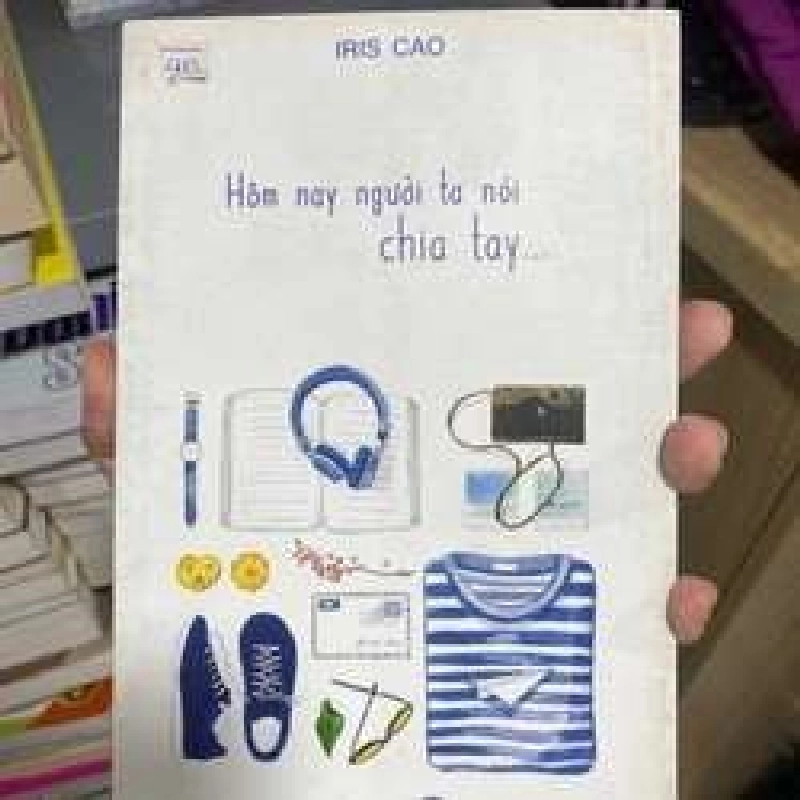 IRIS CAO
Hôm nay người ta nói
chia tay...